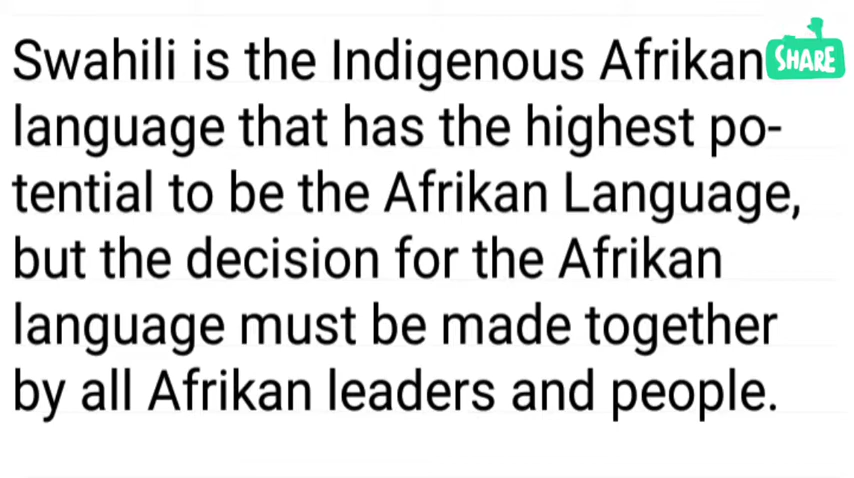 Swahili is the Indigenous Afrikan
SHARE
language that has the highest po-
tential to be the Afrikan Language,
but the decision for the Afrikan
language must be made together
by all Afrikan leaders and people.